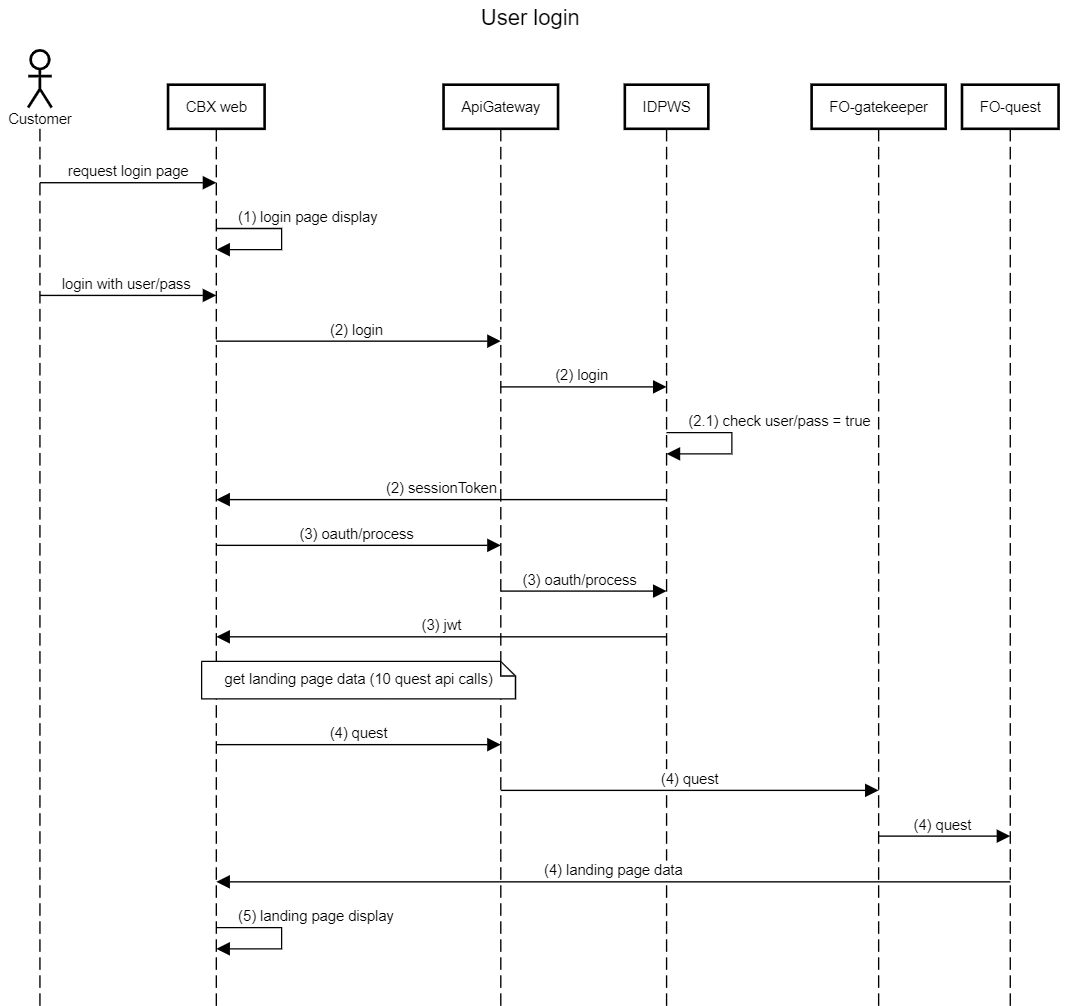 User login
Customer
CBX web
ApiGateway
IDPWS
FO-gatekeeper
FO-quest
request login page
(1) login page display
login with user/pass
(2) login
(2) login
(2.1) check user/pass = true
(2) sessionToken
(3) oauth/process
(3) oauth/process
(3) jwt
get landing page data (10 quest api calls)
(4) quest
(4) quest
(4) quest
(4) landing page data
(5) landing page display